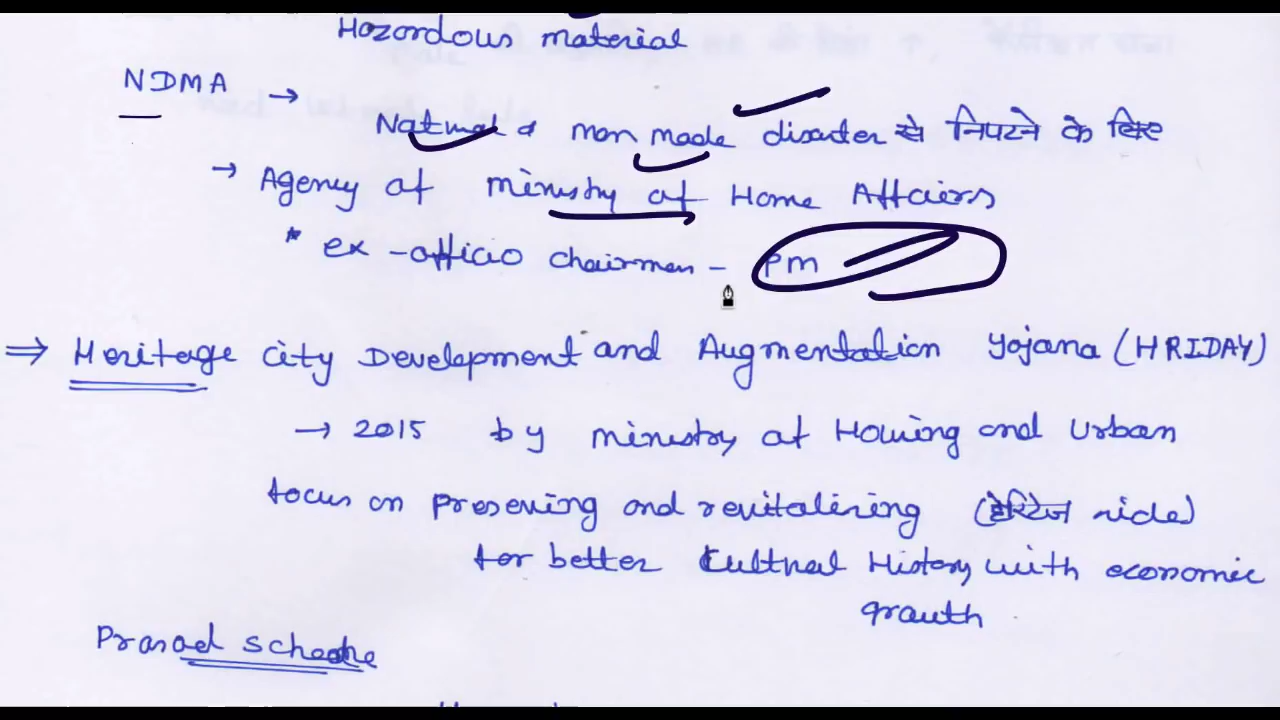 Hazardous material
NDMA →
Natural & man made disaster से निपटने के लिए
→ Agency of ministry of Home Affairs
* ex-officio chairman - PM
⇒ Heritage City Development and Augmentation Yojana (HRIDAY)
→ 2015 by ministry of Housing and Urban
focus on preserving and revitalizing (हेरिटेज side)
for better Cultural History with economic
growth
Prasad scheme